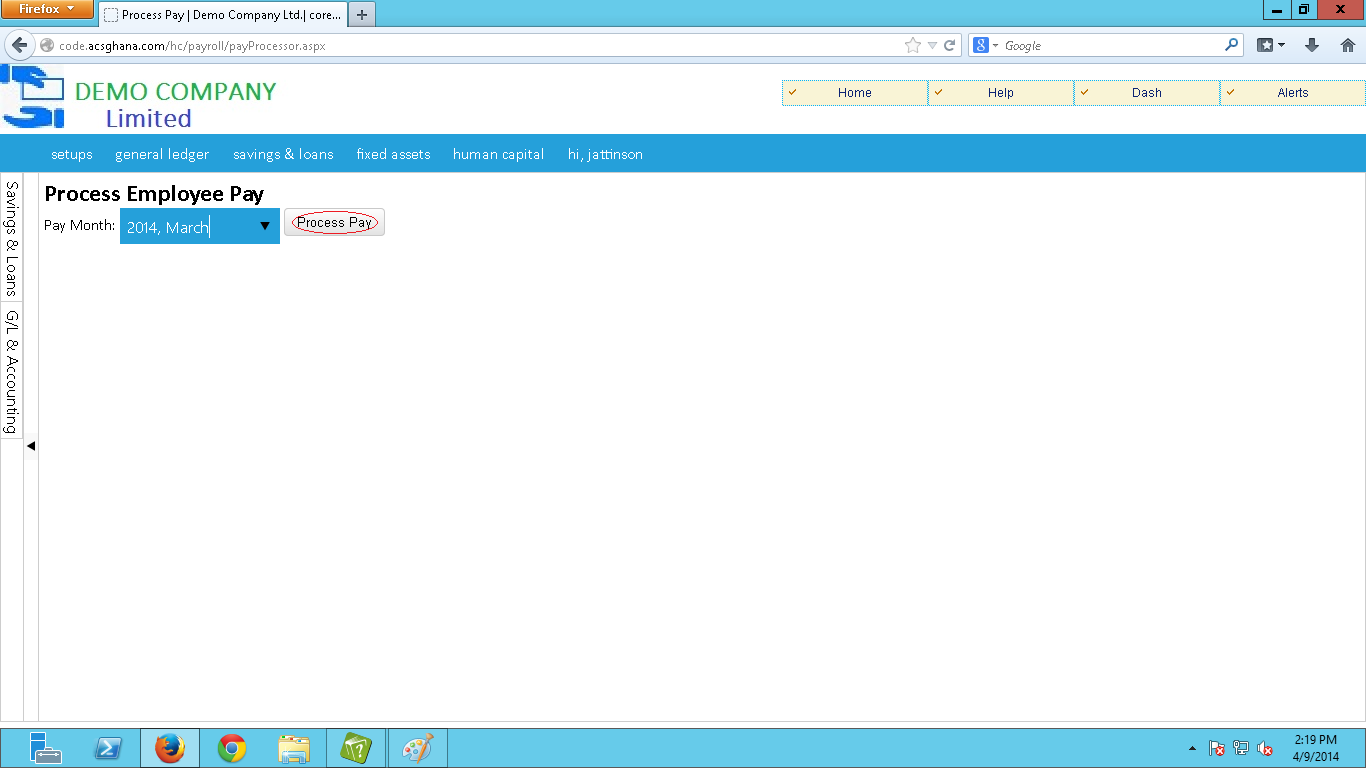 Firefox
Process Pay | Demo Company Ltd.| core...
code.acsghana.com/hc/payroll/payProcessor.aspx
Google
DEMO COMPANY
Limited
Home Help Dash Alerts
setups general ledger savings & loans fixed assets human capital hi, jattinson
Savings & Loans
G/L & Accounting
Process Employee Pay
Pay Month: 2014, March Process Pay
2:19 PM
4/9/2014